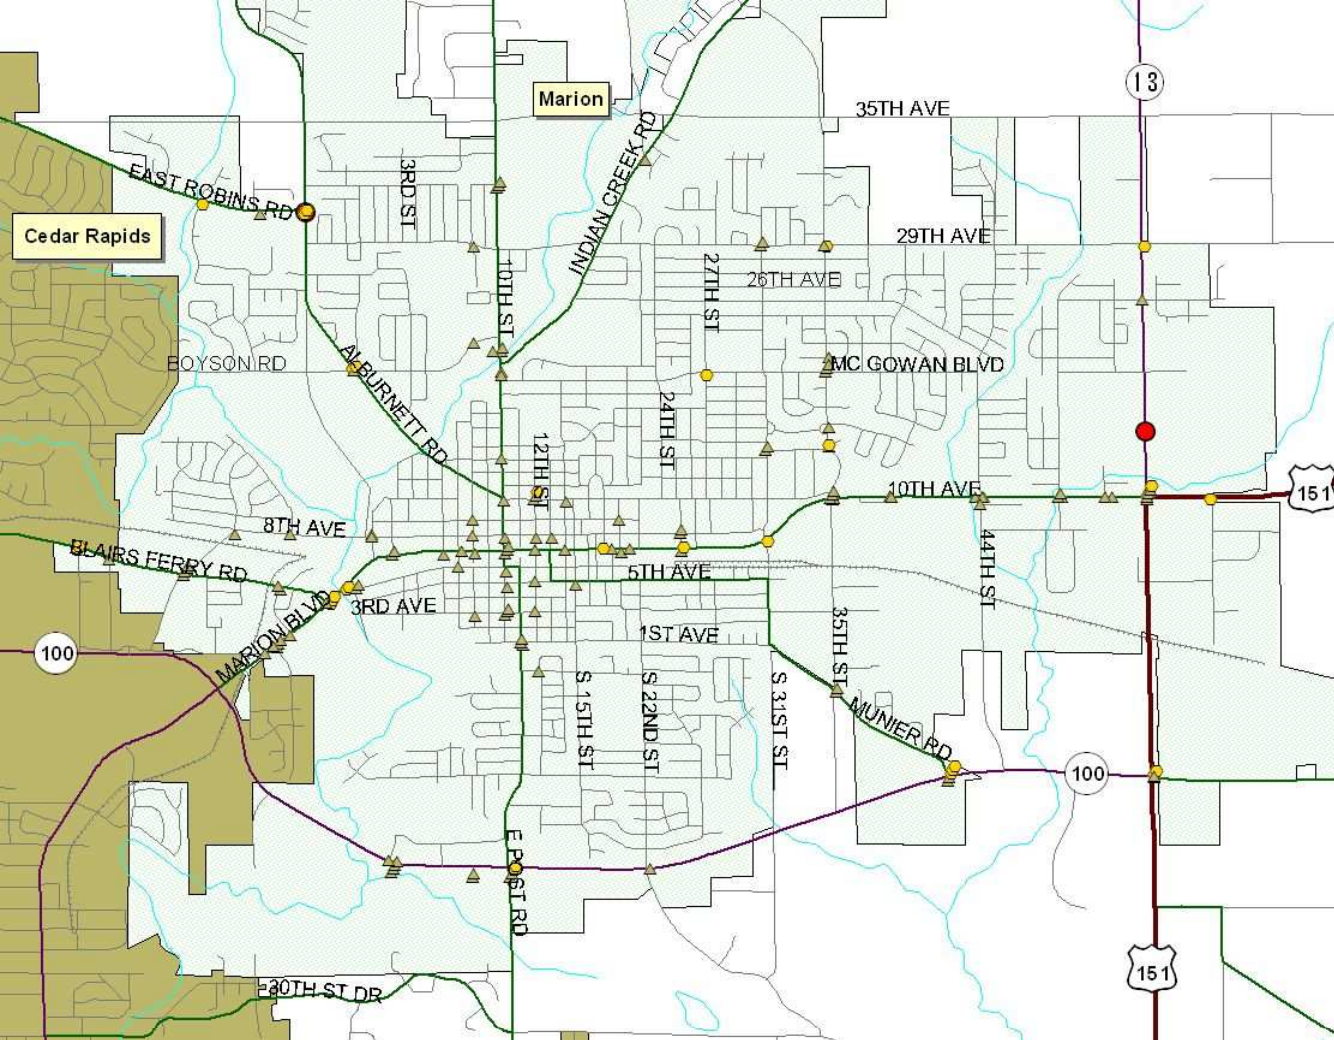 13
Marion
35TH AVE
EAST ROBINS RD
3RD ST
INDIAN CREEK RD
Cedar Rapids
29TH AVE
10TH ST
27TH ST
26TH AVE
BOYSON RD
ALBURNETT RD
MC GOWAN BLVD
24TH ST
12TH ST
10TH AVE
151
8TH AVE
BLAIRS FERRY RD
44TH ST
5TH AVE
3RD AVE
MARION BLVD
35TH ST
1ST AVE
100
S 15TH ST
S 22ND ST
S 31ST ST
MUNIER RD
100
E POST RD
151
30TH ST DR